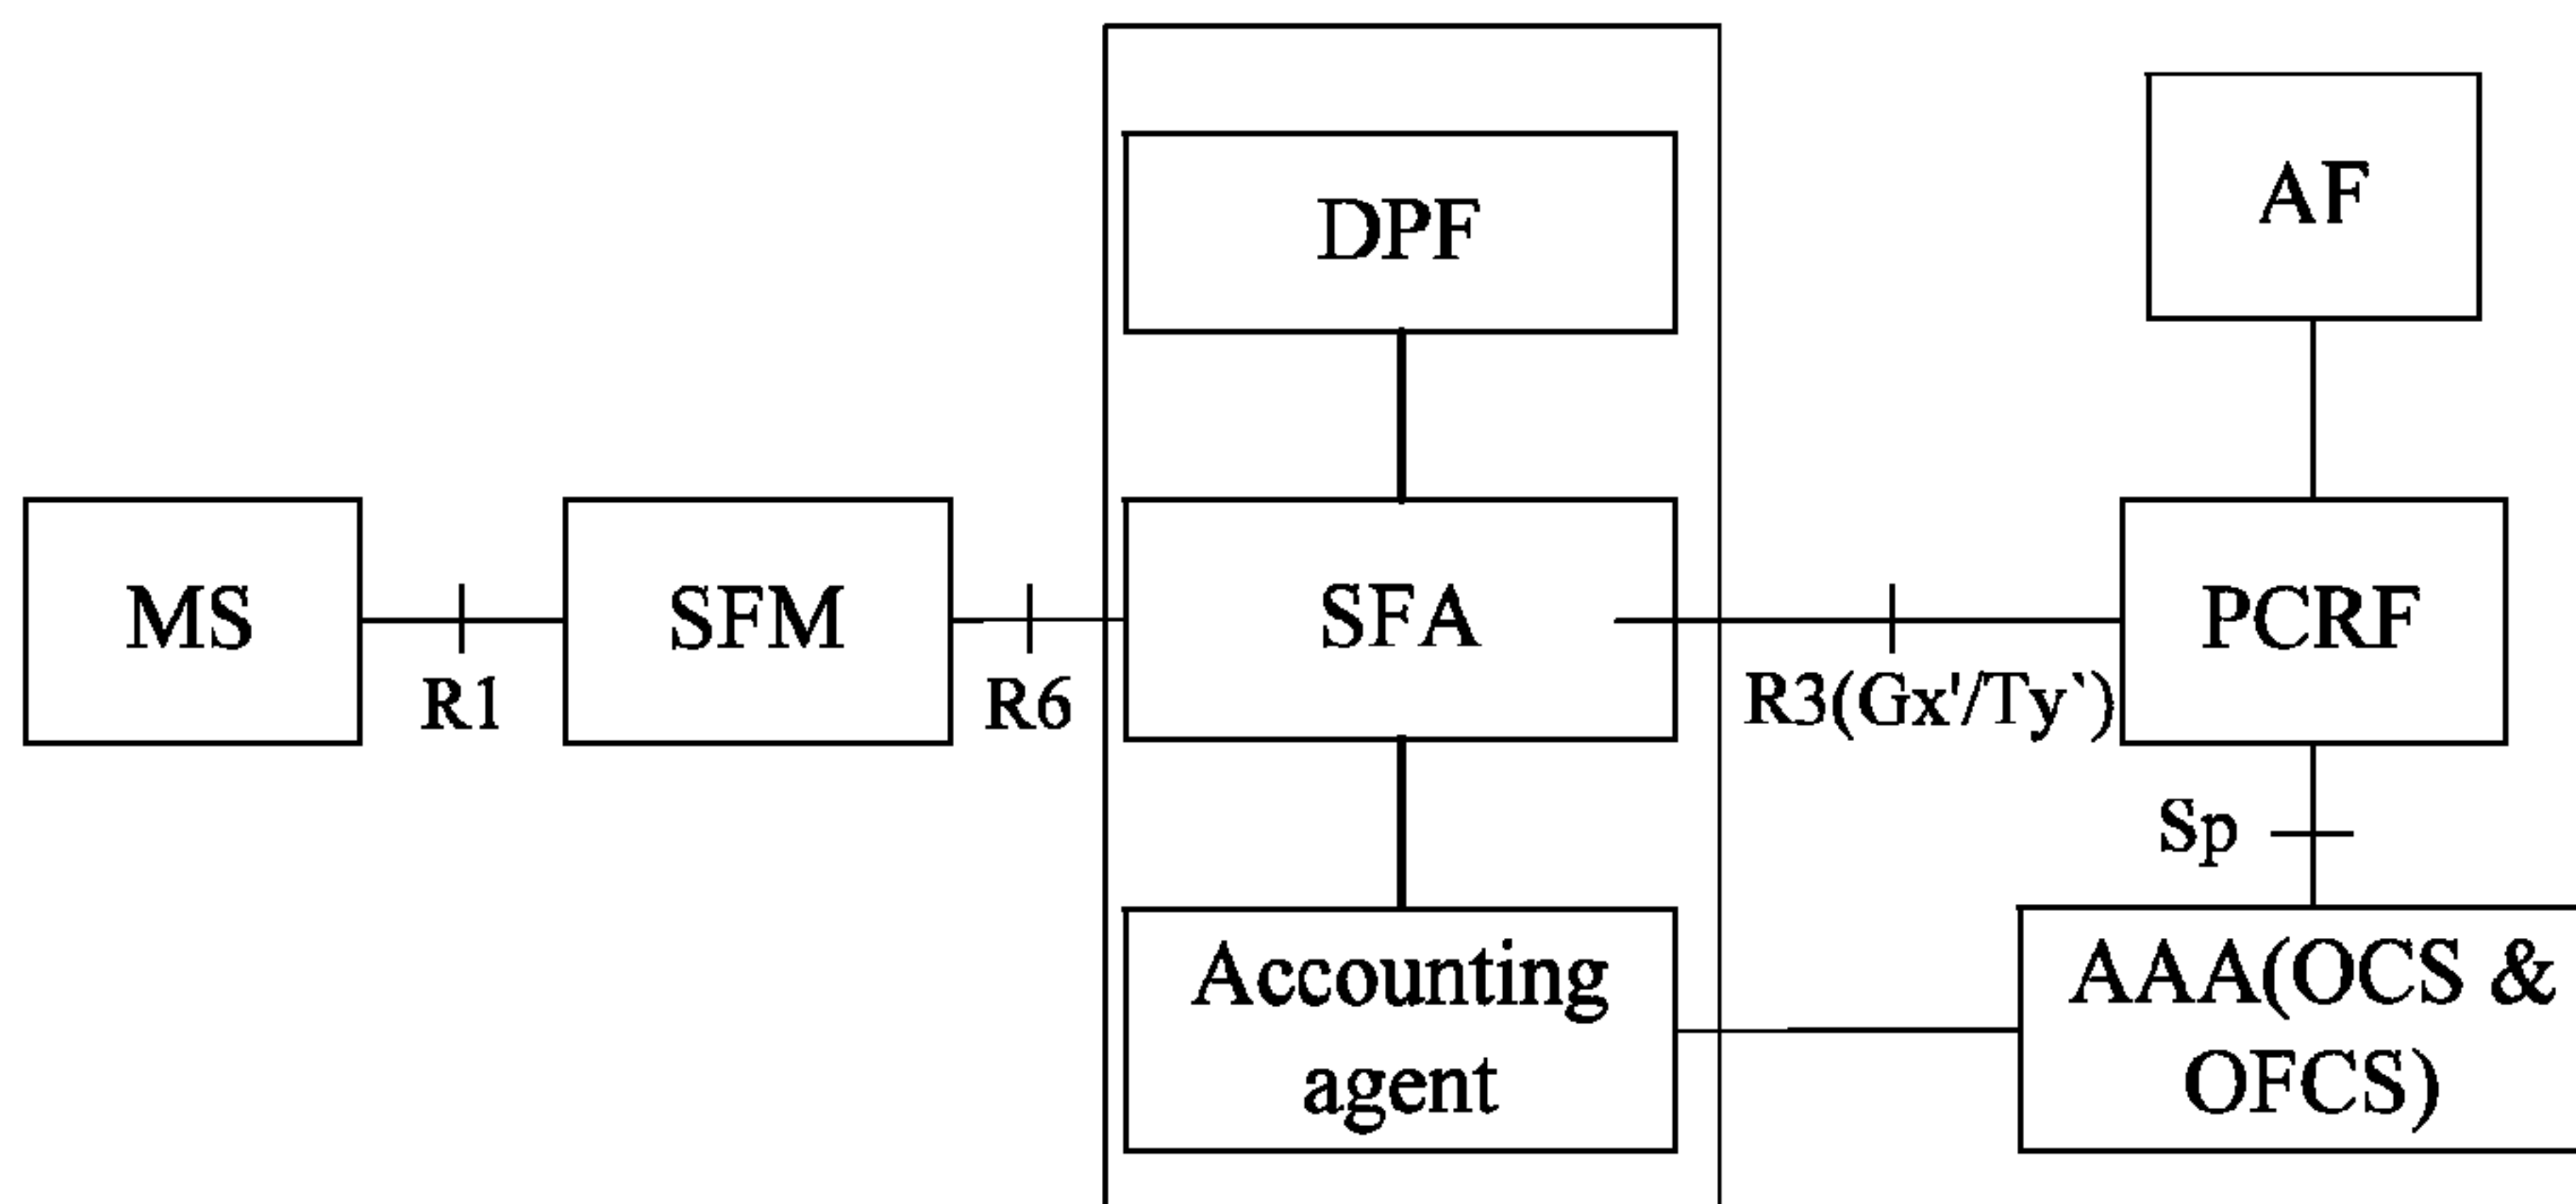 DPF
AF
MS
SFM
SFA
PCRF
R1
R6
R3(Gx'/Ty`)
Sp
Accounting
agent
AAA(OCS &
OFCS)